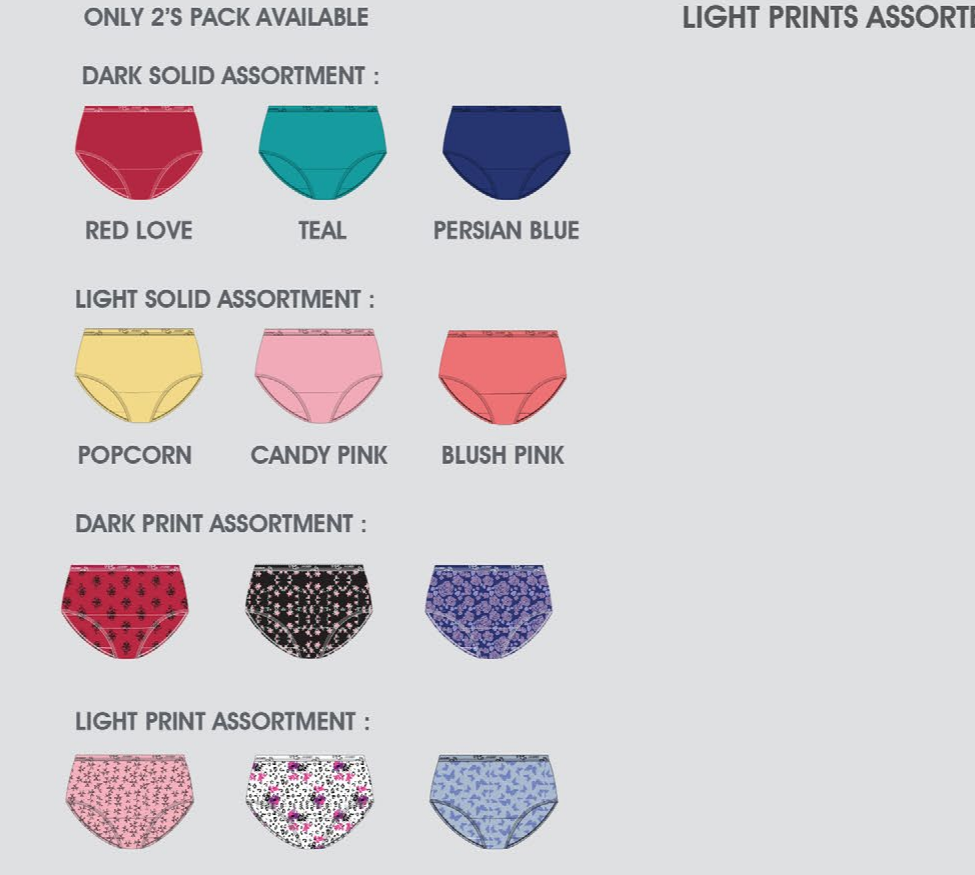 ONLY 2'S PACK AVAILABLE
LIGHT PRINTS ASSORT
DARK SOLID ASSORTMENT :
RED LOVE
TEAL
PERSIAN BLUE
LIGHT SOLID ASSORTMENT :
POPCORN
CANDY PINK
BLUSH PINK
DARK PRINT ASSORTMENT :
LIGHT PRINT ASSORTMENT :